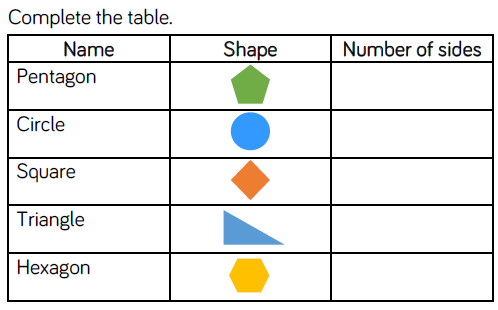 Complete the table.
Name Shape Number of sides
Pentagon
Circle
Square
Triangle
Hexagon